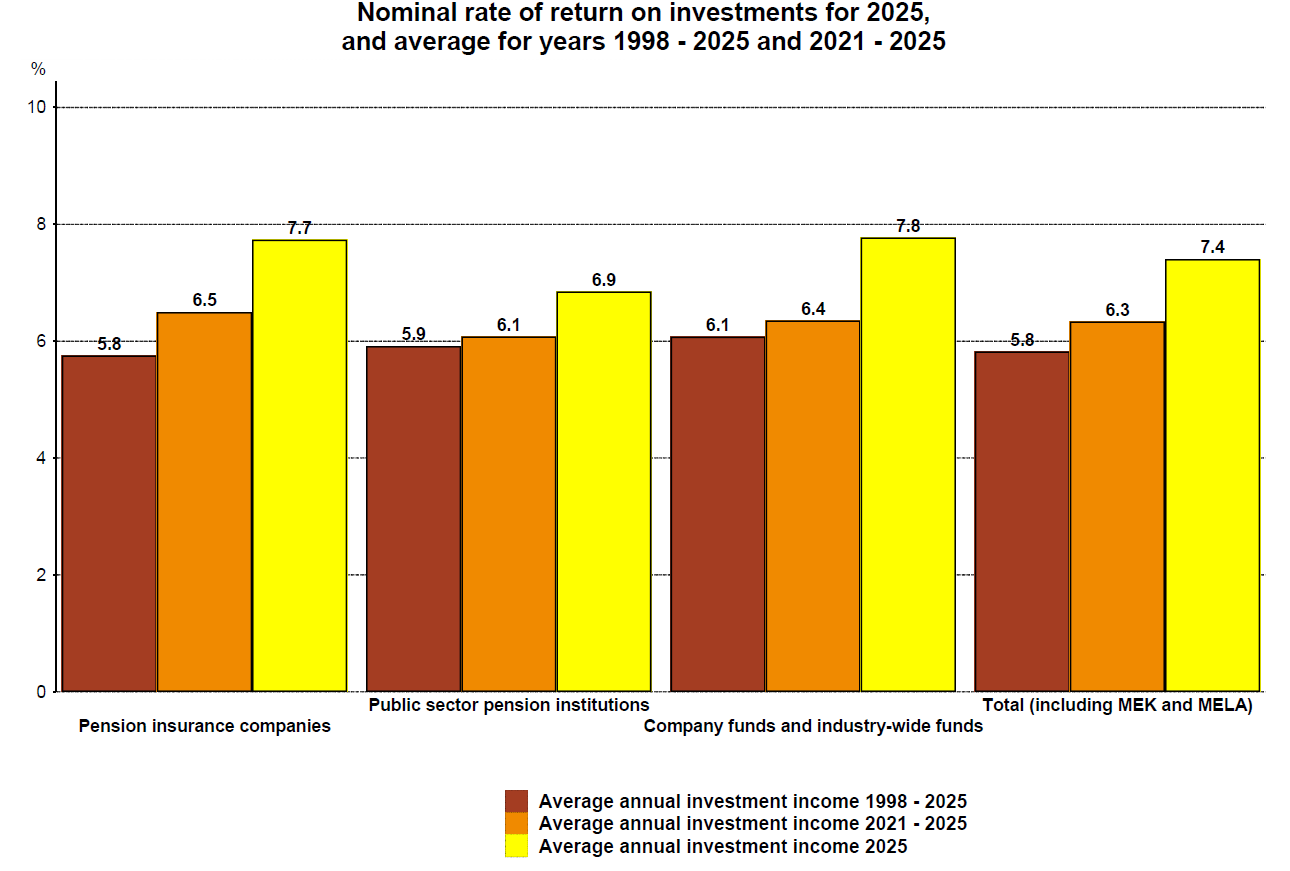 Nominal rate of return on investments for 2025,
and average for years 1998 - 2025 and 2021 - 2025
%
10
8
6
4
2
0
5.8
6.5
7.7
5.9
6.1
6.9
6.1
6.4
7.8
5.8
6.3
7.4
Pension insurance companies
Public sector pension institutions
Company funds and industry-wide funds
Total (including MEK and MELA)
Average annual investment income 1998 - 2025
Average annual investment income 2021 - 2025
Average annual investment income 2025